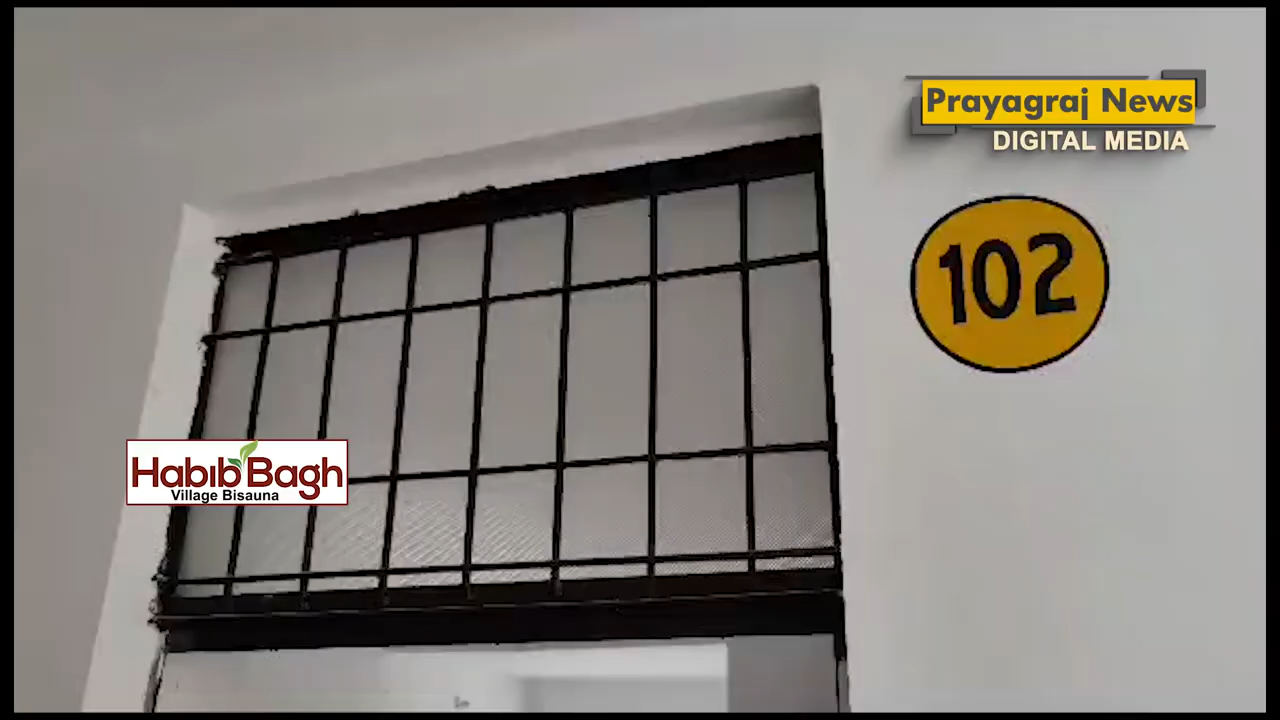 Prayagraj News
DIGITAL MEDIA
102
Habib Bagh
Village Bisauna